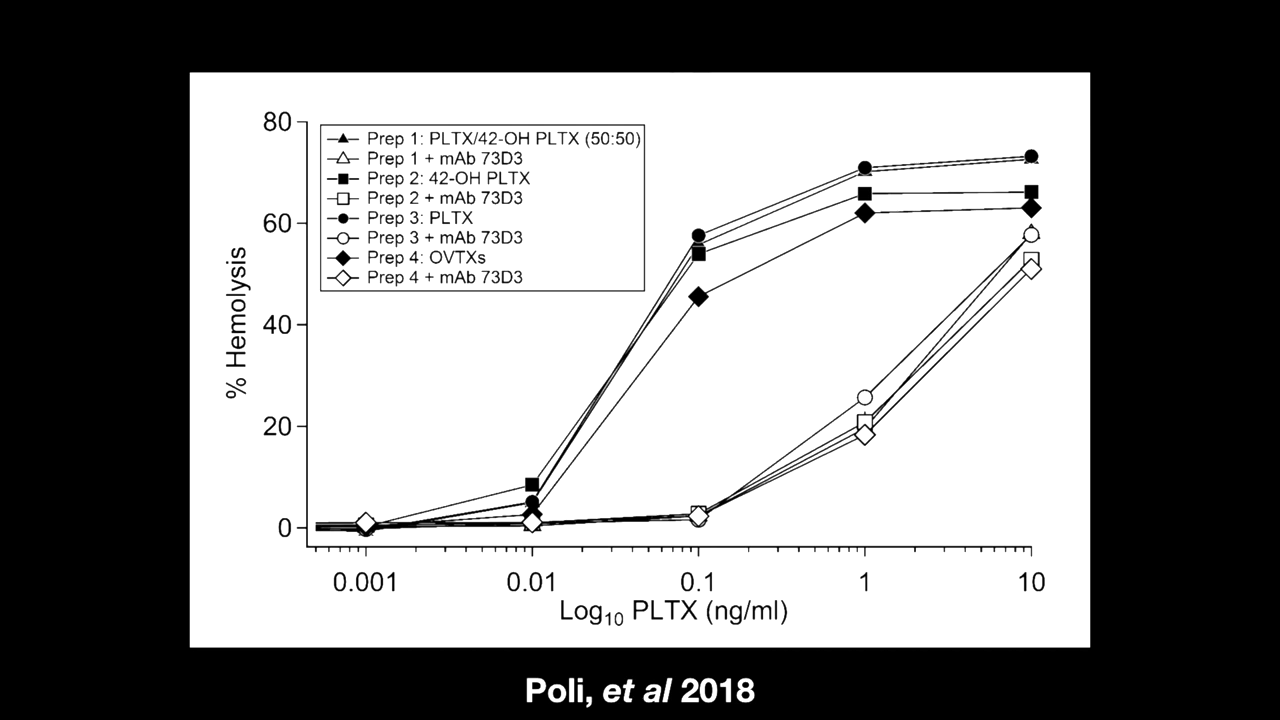 80
60
40
20
0
% Hemolysis
Prep 1: PLTX/42-OH PLTX (50:50)
Prep 1 + mAb 73D3
Prep 2: 42-OH PLTX
Prep 2 + mAb 73D3
Prep 3: PLTX
Prep 3 + mAb 73D3
Prep 4: OVTXs
Prep 4 + mAb 73D3
0.001 0.01 0.1 1 10
Log10 PLTX (ng/ml)
Poli, et al 2018